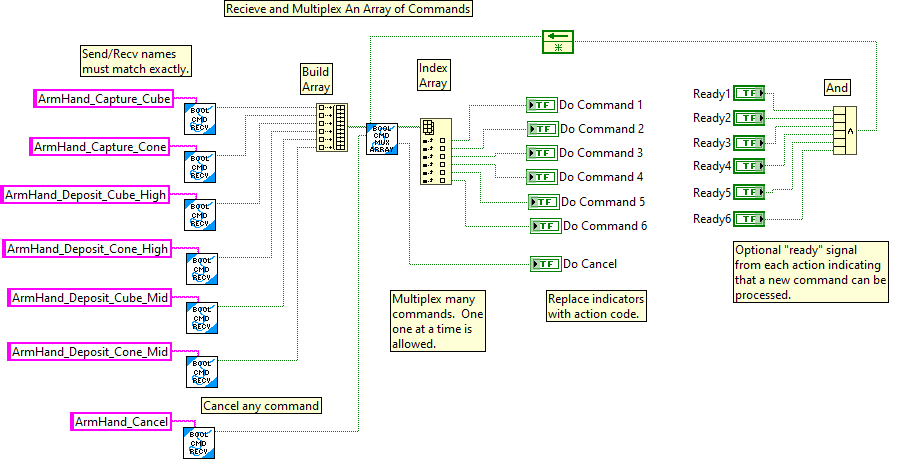 Recieve and Multiplex An Array of Commands
Send/Recv names
must match exactly.
Build
Array
Index
Array
ArmHand_Capture_Cube
BOOL
CMD
RECV
ArmHand_Capture_Cone
BOOL
CMD
RECV
ArmHand_Deposit_Cube_High
BOOL
CMD
RECV
ArmHand_Deposit_Cone_High
BOOL
CMD
RECV
ArmHand_Deposit_Cube_Mid
BOOL
CMD
RECV
ArmHand_Deposit_Cone_Mid
BOOL
CMD
RECV
Cancel any command
ArmHand_Cancel
BOOL
CMD
RECV
BOOL
CMD
MUX
ARRAY
TF Do Command 1
TF Do Command 2
TF Do Command 3
TF Do Command 4
TF Do Command 5
TF Do Command 6
TF Do Cancel
Multiplex many
commands.  One
one at a time is
allowed.
Replace indicators
with action code.
And
Ready1 TF
Ready2 TF
Ready3 TF
Ready4 TF
Ready5 TF
Ready6 TF
Optional "ready" signal
from each action indicating
that a new command can be
processed.